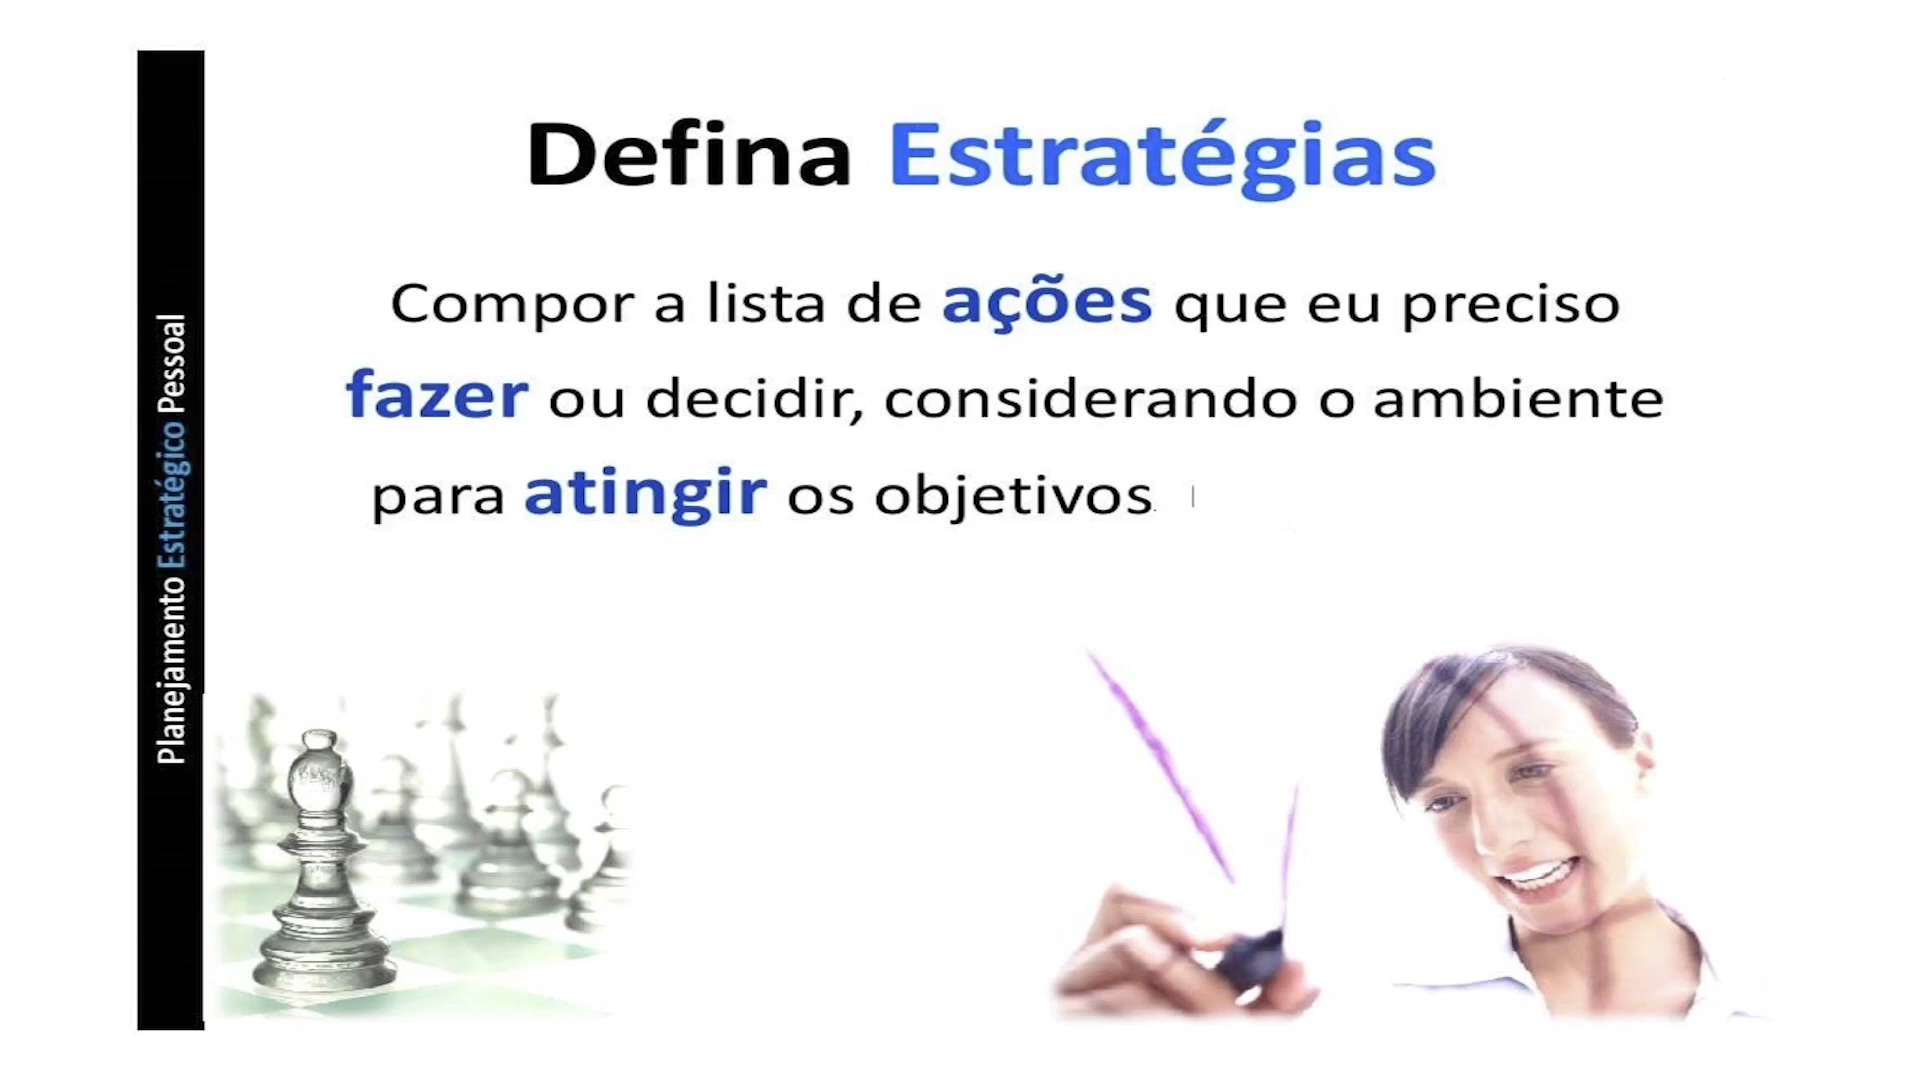 Defina Estratégias
Compor a lista de ações que eu preciso
fazer ou decidir, considerando o ambiente
para atingir os objetivos.
Planejamento Estratégico Pessoal